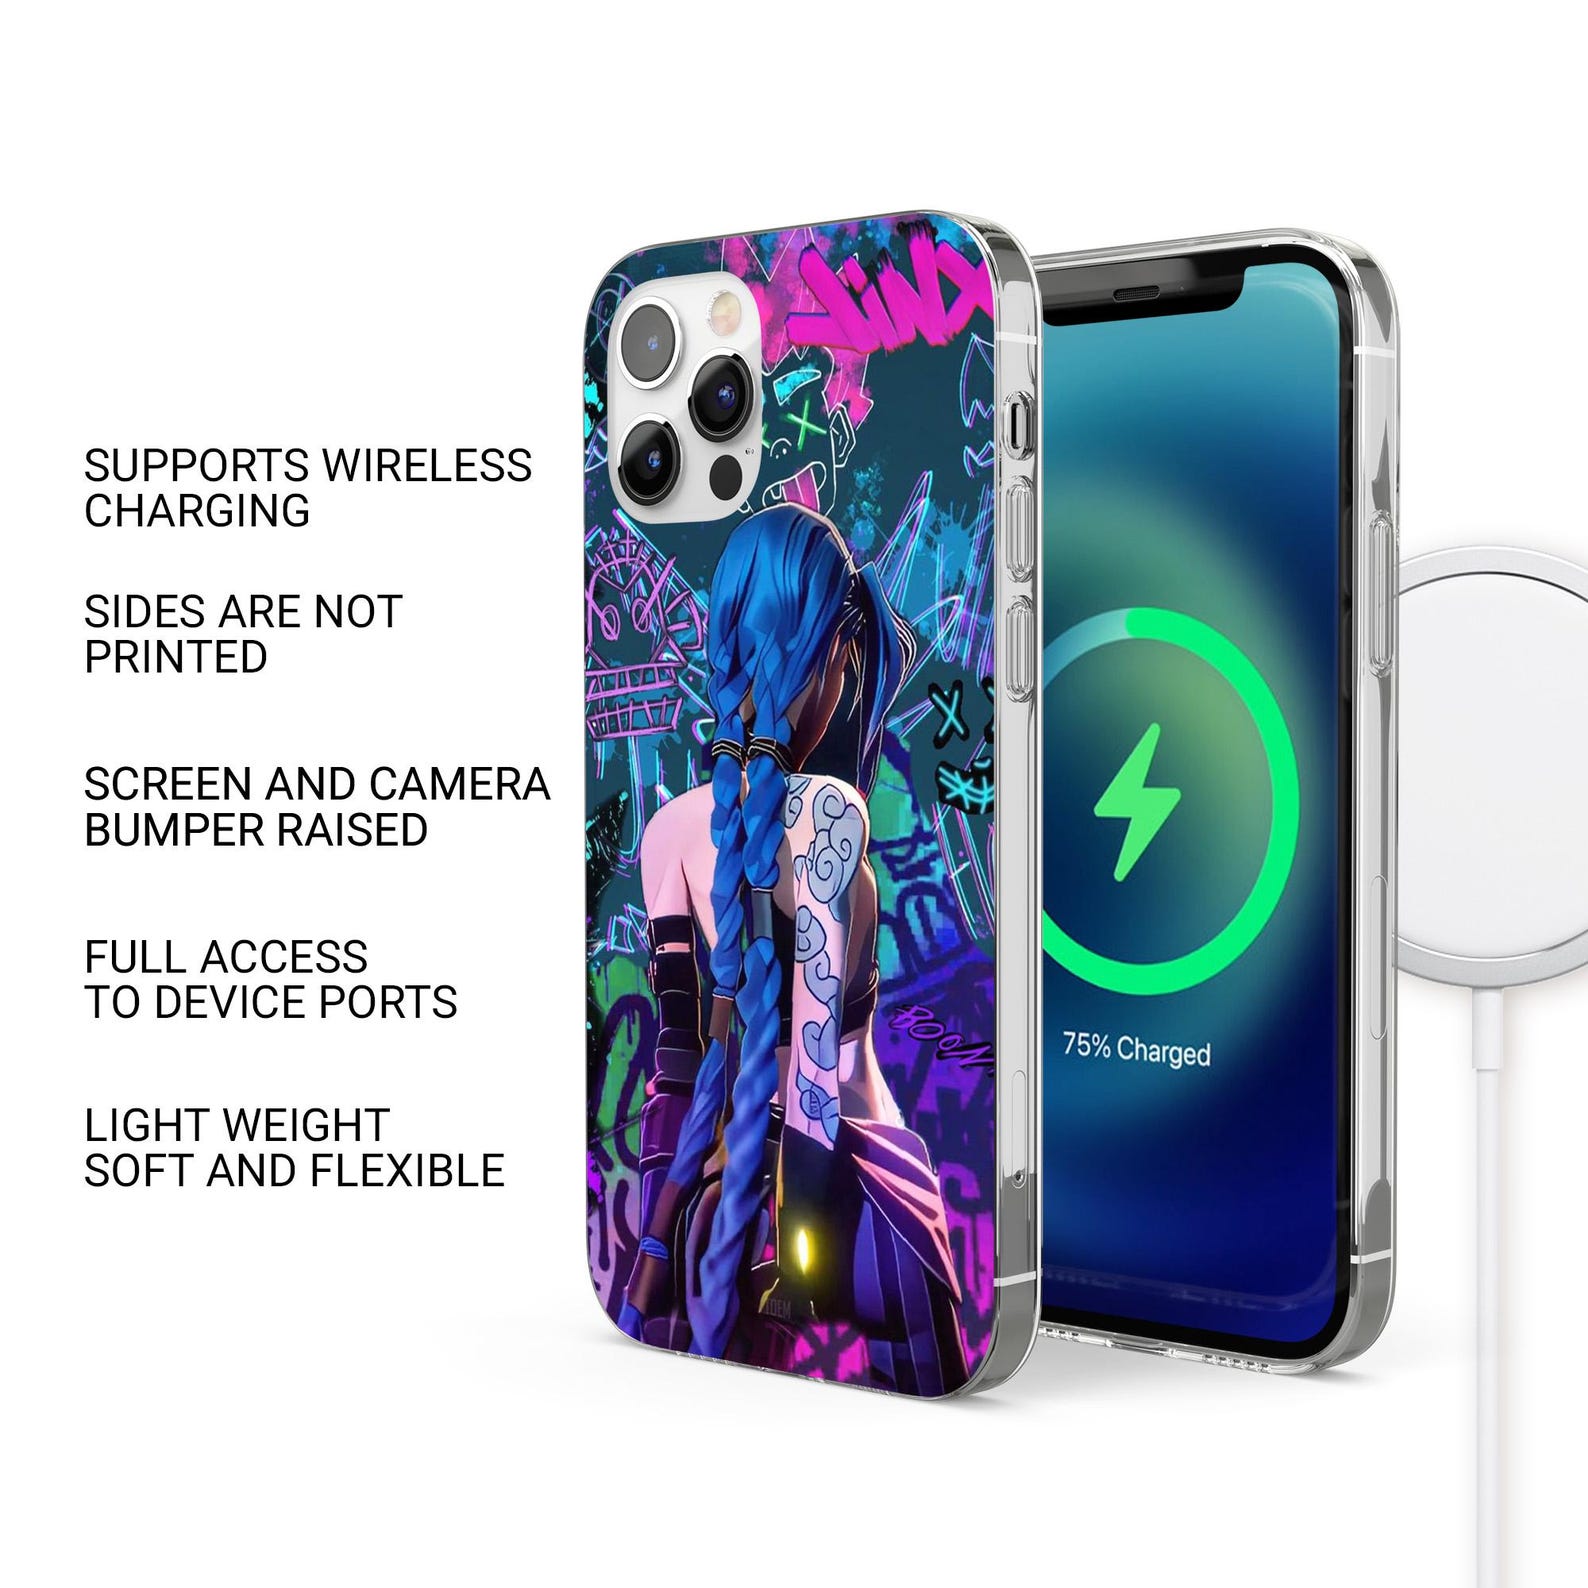 SUPPORTS WIRELESS
CHARGING
SIDES ARE NOT
PRINTED
SCREEN AND CAMERA
BUMPER RAISED
FULL ACCESS
TO DEVICE PORTS
LIGHT WEIGHT
SOFT AND FLEXIBLE
JiNX
BOOM
75% Charged